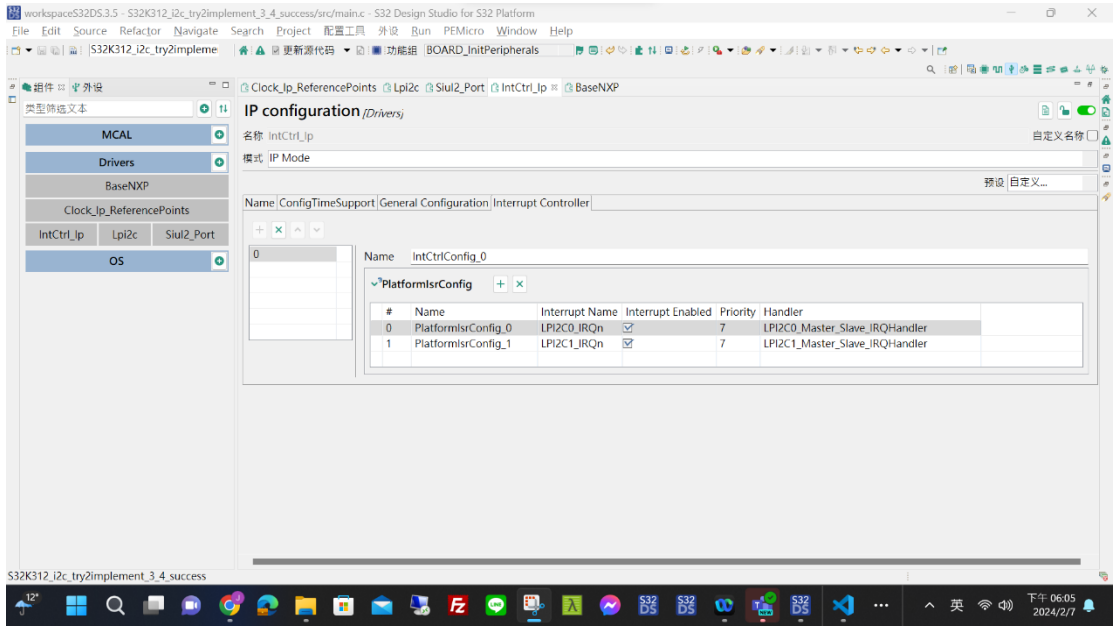 workspaceS32DS.3.5 - S32K312_i2c_try2implement_3_4_success/src/main.c - S32 Design Studio for S32 Platform
File Edit Source Refactor Navigate Search Project 配置工具 外设 Run PEMicro Window Help
S32K312_i2c_try2impleme 更新源代码 功能组 BOARD_InitPeripherals
组件 外设
Clock_Ip_ReferencePoints Lpi2c Siul2_Port IntCtrl_Ip BaseNXP
类型筛选文本
IP configuration [Drivers]
MCAL
名称 IntCtrl_Ip 自定义名称
Drivers
模式 IP Mode
BaseNXP
预设 自定义...
Clock_Ip_ReferencePoints
Name ConfigTimeSupport General Configuration Interrupt Controller
IntCtrl_Ip Lpi2c Siul2_Port
OS
0
Name IntCtrlConfig_0
PlatformIsrConfig
# Name Interrupt Name Interrupt Enabled Priority Handler
0 PlatformIsrConfig_0 LPI2C0_IRQn 7 LPI2C0_Master_Slave_IRQHandler
1 PlatformIsrConfig_1 LPI2C1_IRQn 7 LPI2C1_Master_Slave_IRQHandler
S32K312_i2c_try2implement_3_4_success
12°
S32 DS
S32 DS
S32 DS
英
下午 06:05
2024/2/7